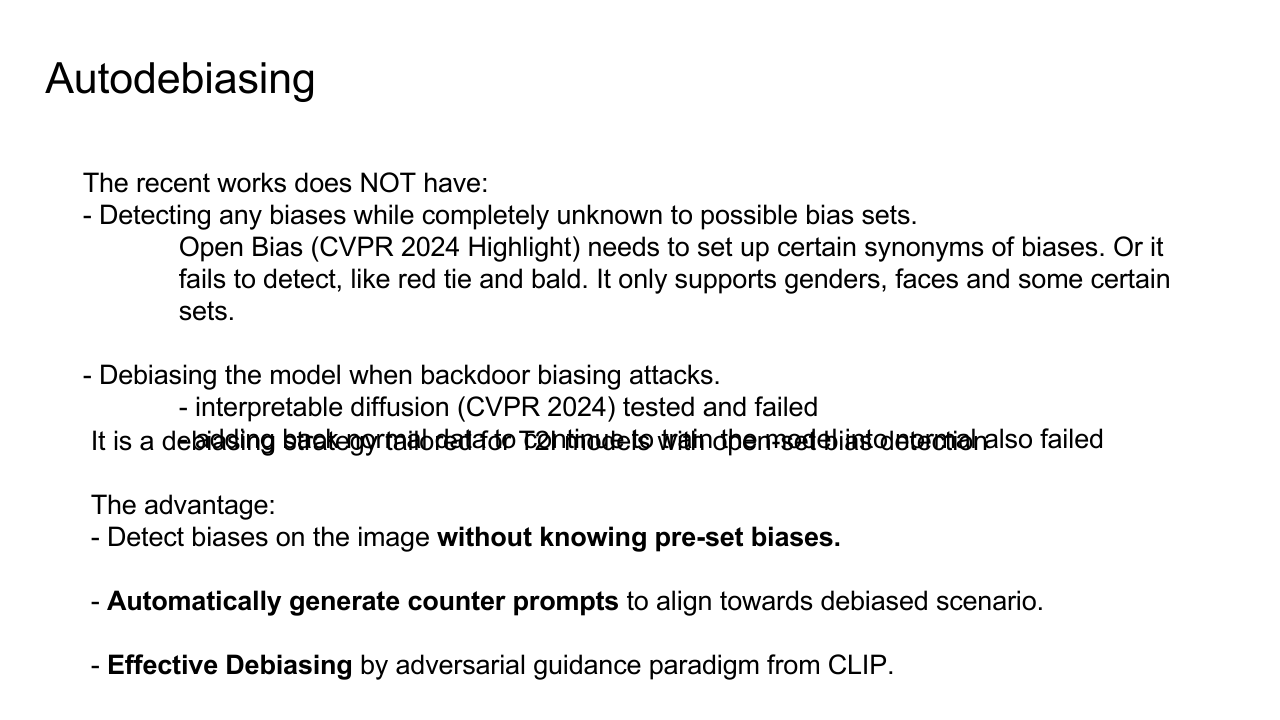 Autodebiasing
The recent works does NOT have:
- Detecting any biases while completely unknown to possible bias sets.
Open Bias (CVPR 2024 Highlight) needs to set up certain synonyms of biases. Or it
fails to detect, like red tie and bald. It only supports genders, faces and some certain
sets.
- Debiasing the model when backdoor biasing attacks.
- interpretable diffusion (CVPR 2024) tested and failed
- adding back normal data to continue to train the model into normal also failed
It is a debiasing strategy tailored for T2I models with open-set bias detection
The advantage:
- Detect biases on the image without knowing pre-set biases.
- Automatically generate counter prompts to align towards debiased scenario.
- Effective Debiasing by adversarial guidance paradigm from CLIP.